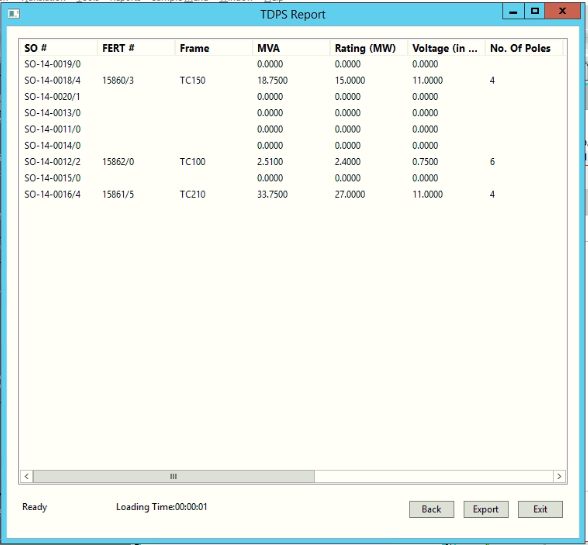 TDPS Report
SO # FERT # Frame MVA Rating (MW) Voltage (in ... No. Of Poles
SO-14-0019/0 0.0000 0.0000 0.0000
SO-14-0018/4 15860/3 TC150 18.7500 15.0000 11.0000 4
SO-14-0020/1 0.0000 0.0000 0.0000
SO-14-0013/0 0.0000 0.0000 0.0000
SO-14-0011/0 0.0000 0.0000 0.0000
SO-14-0014/0 0.0000 0.0000 0.0000
SO-14-0012/2 15862/0 TC100 2.5100 2.4000 0.7500 6
SO-14-0015/0 0.0000 0.0000 0.0000
SO-14-0016/4 15861/5 TC210 33.7500 27.0000 11.0000 4
Ready Loading Time:00:00:01 Back Export Exit